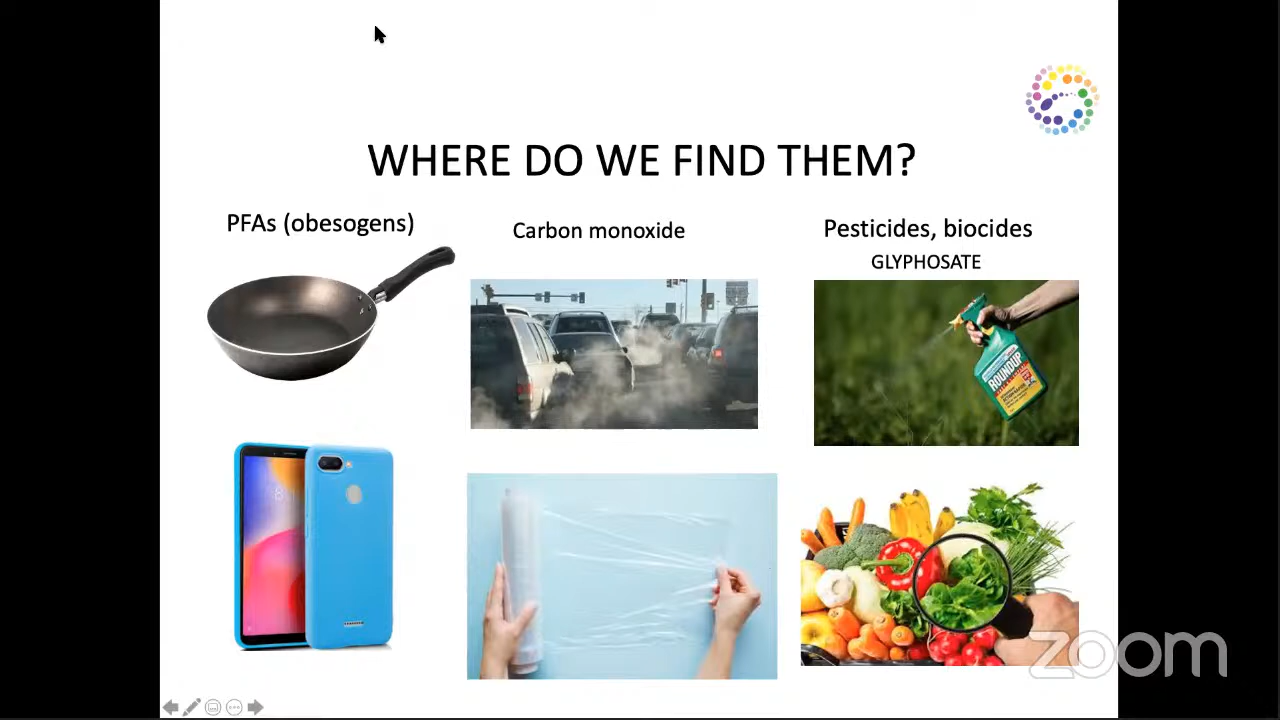 WHERE DO WE FIND THEM?
PFAs (obesogens)
Carbon monoxide
Pesticides, biocides
GLYPHOSATE
ROUNDUP
zoom